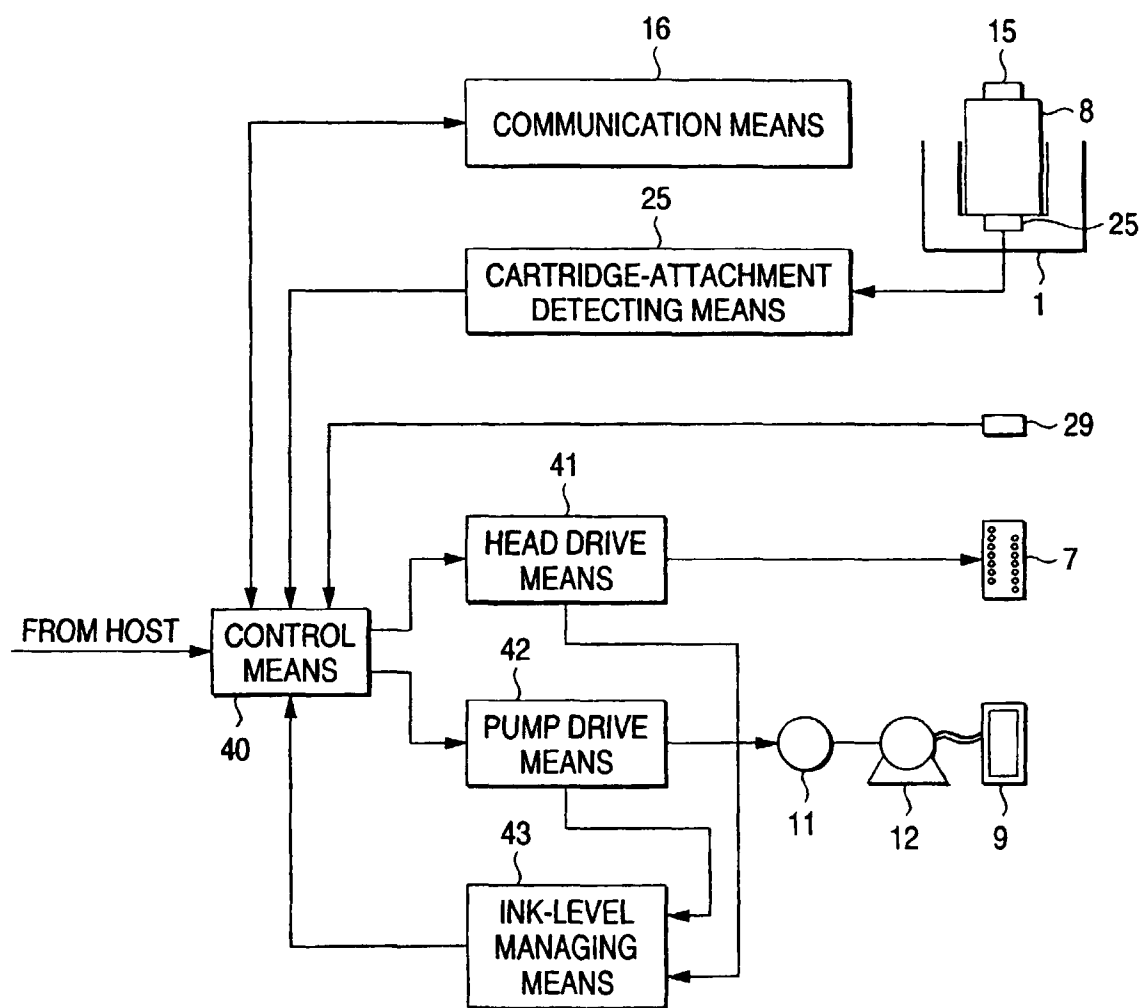 16
COMMUNICATION MEANS
15
8
25
1
25
CARTRIDGE-ATTACHMENT
DETECTING MEANS
29
41
HEAD DRIVE
MEANS
7
FROM HOST
CONTROL
MEANS
40
42
PUMP DRIVE
MEANS
11
12
9
43
INK-LEVEL
MANAGING
MEANS